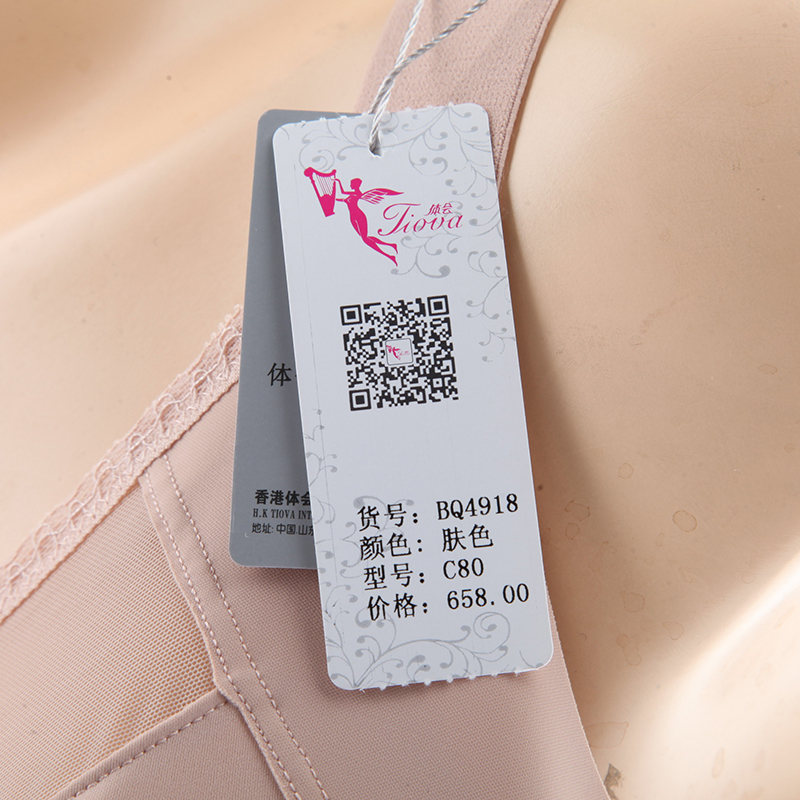 体会
Tiova
货号: BQ4918
颜色: 肤色
型号: C80
价格: 658.00
体
香港体会
H.K TIOVA INT
地址: 中国.山东